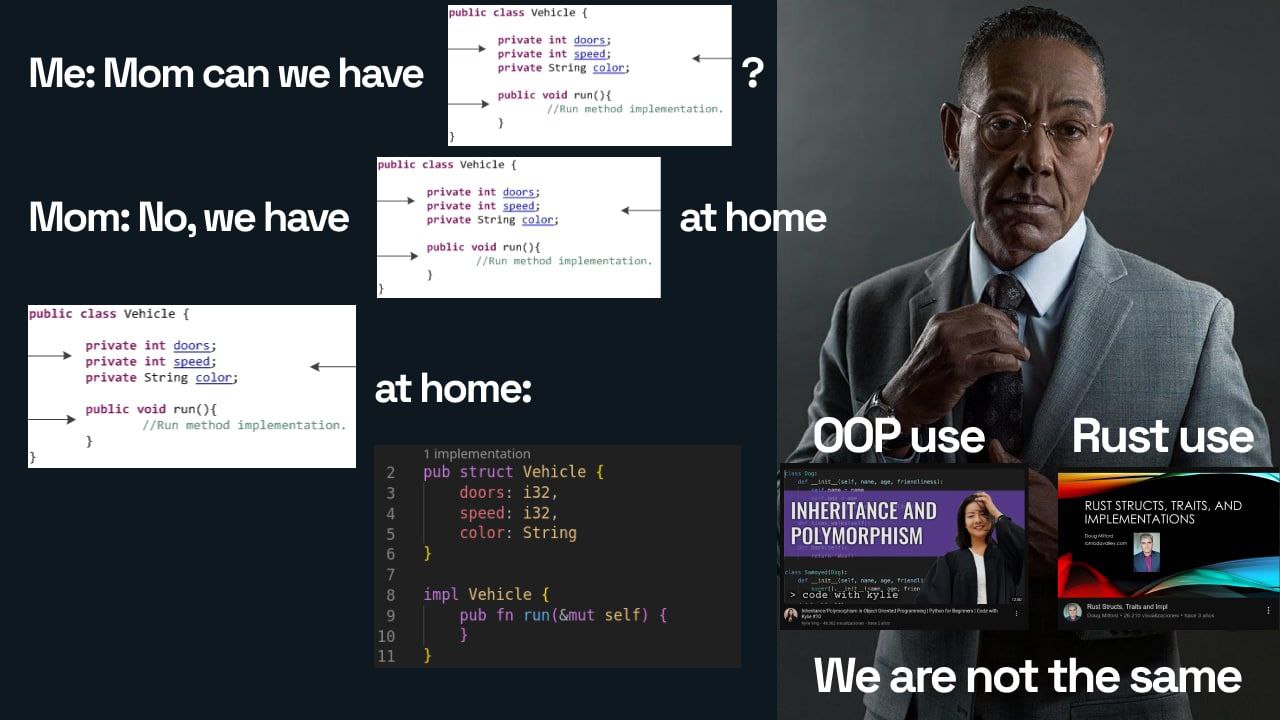 Me: Mom can we have
public class Vehicle {
private int doors;
private int speed;
private String color;
public void run(){
//Run method implementation.
}
}
?
Mom: No, we have
public class Vehicle {
private int doors;
private int speed;
private String color;
public void run(){
//Run method implementation.
}
}
at home
public class Vehicle {
private int doors;
private int speed;
private String color;
public void run(){
//Run method implementation.
}
}
at home:
1 implementation
2 pub struct Vehicle {
3 doors: i32,
4 speed: i32,
5 color: String
6 }
7
8 impl Vehicle {
9 pub fn run(&mut self) {
10 }
11 }
OOP use
class Dog:
def __init__(self, name, age, friendliness):
self.name = name
INHERITANCE AND
POLYMORPHISM
class Samoyed(Dog):
def __init__(self, name, age, friendli
> code with kylie
Inheritance/Polymorphism in Object Oriented Programming | Python for Beginners | Code with
Kylie #10
Rust use
RUST STRUCTS, TRAITS, AND
IMPLEMENTATIONS
Doug Milford
Rust Structs, Traits and Impl
Doug Milford • 26.210 visualizaciones • hace 3 años
We are not the same